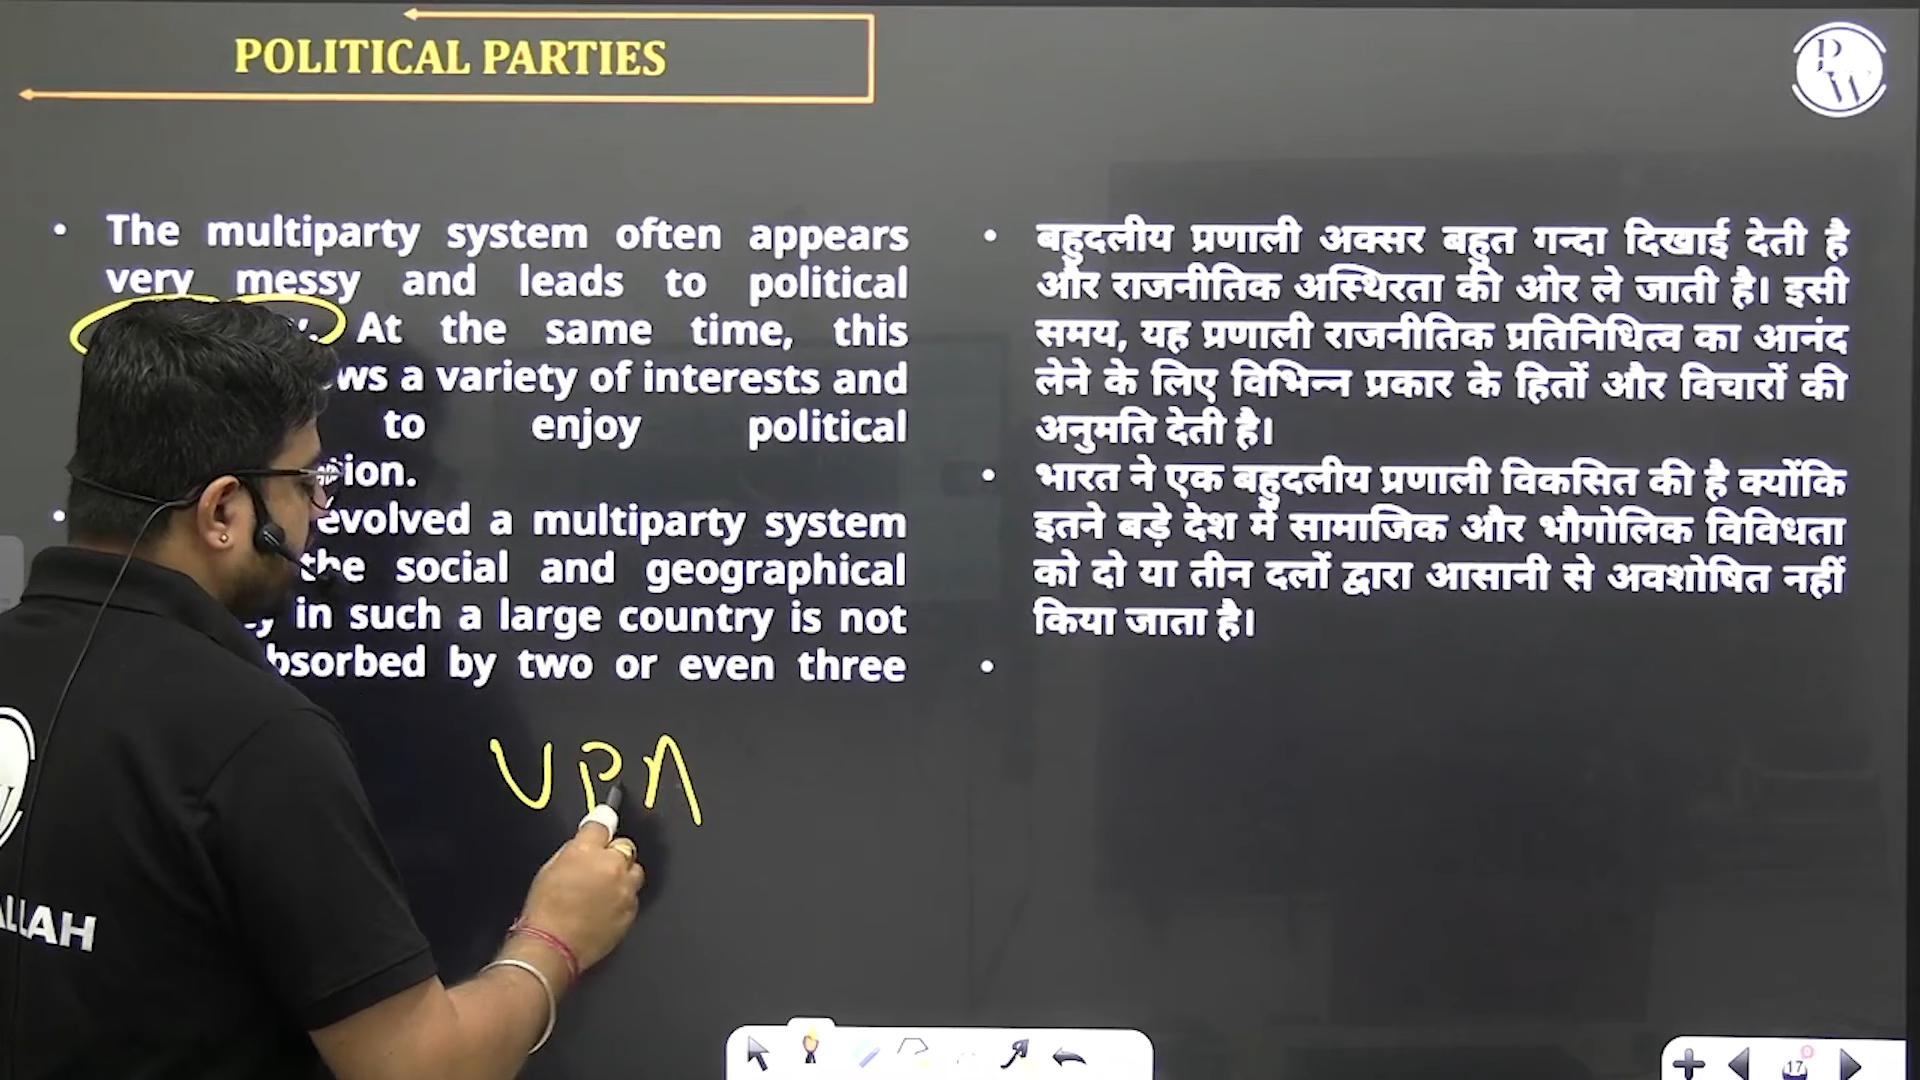 POLITICAL PARTIES
PW
• The multiparty system often appears
very messy and leads to political
At the same time, this
a variety of interests and
to enjoy political
• evolved a multiparty system
the social and geographical
in such a large country is not
by two or even three
• बहुदलीय प्रणाली अक्सर बहुत गन्दा दिखाई देती है
और राजनीतिक अस्थिरता की ओर ले जाती है। इसी
समय, यह प्रणाली राजनीतिक प्रतिनिधित्व का आनंद
लेने के लिए विभिन्न प्रकार के हितों और विचारों की
अनुमति देती है।
• भारत ने एक बहुदलीय प्रणाली विकसित की है क्योंकि
इतने बड़े देश में सामाजिक और भौगोलिक विविधता
को दो या तीन दलों द्वारा आसानी से अवशोषित नहीं
किया जाता है।
•
UPA
17